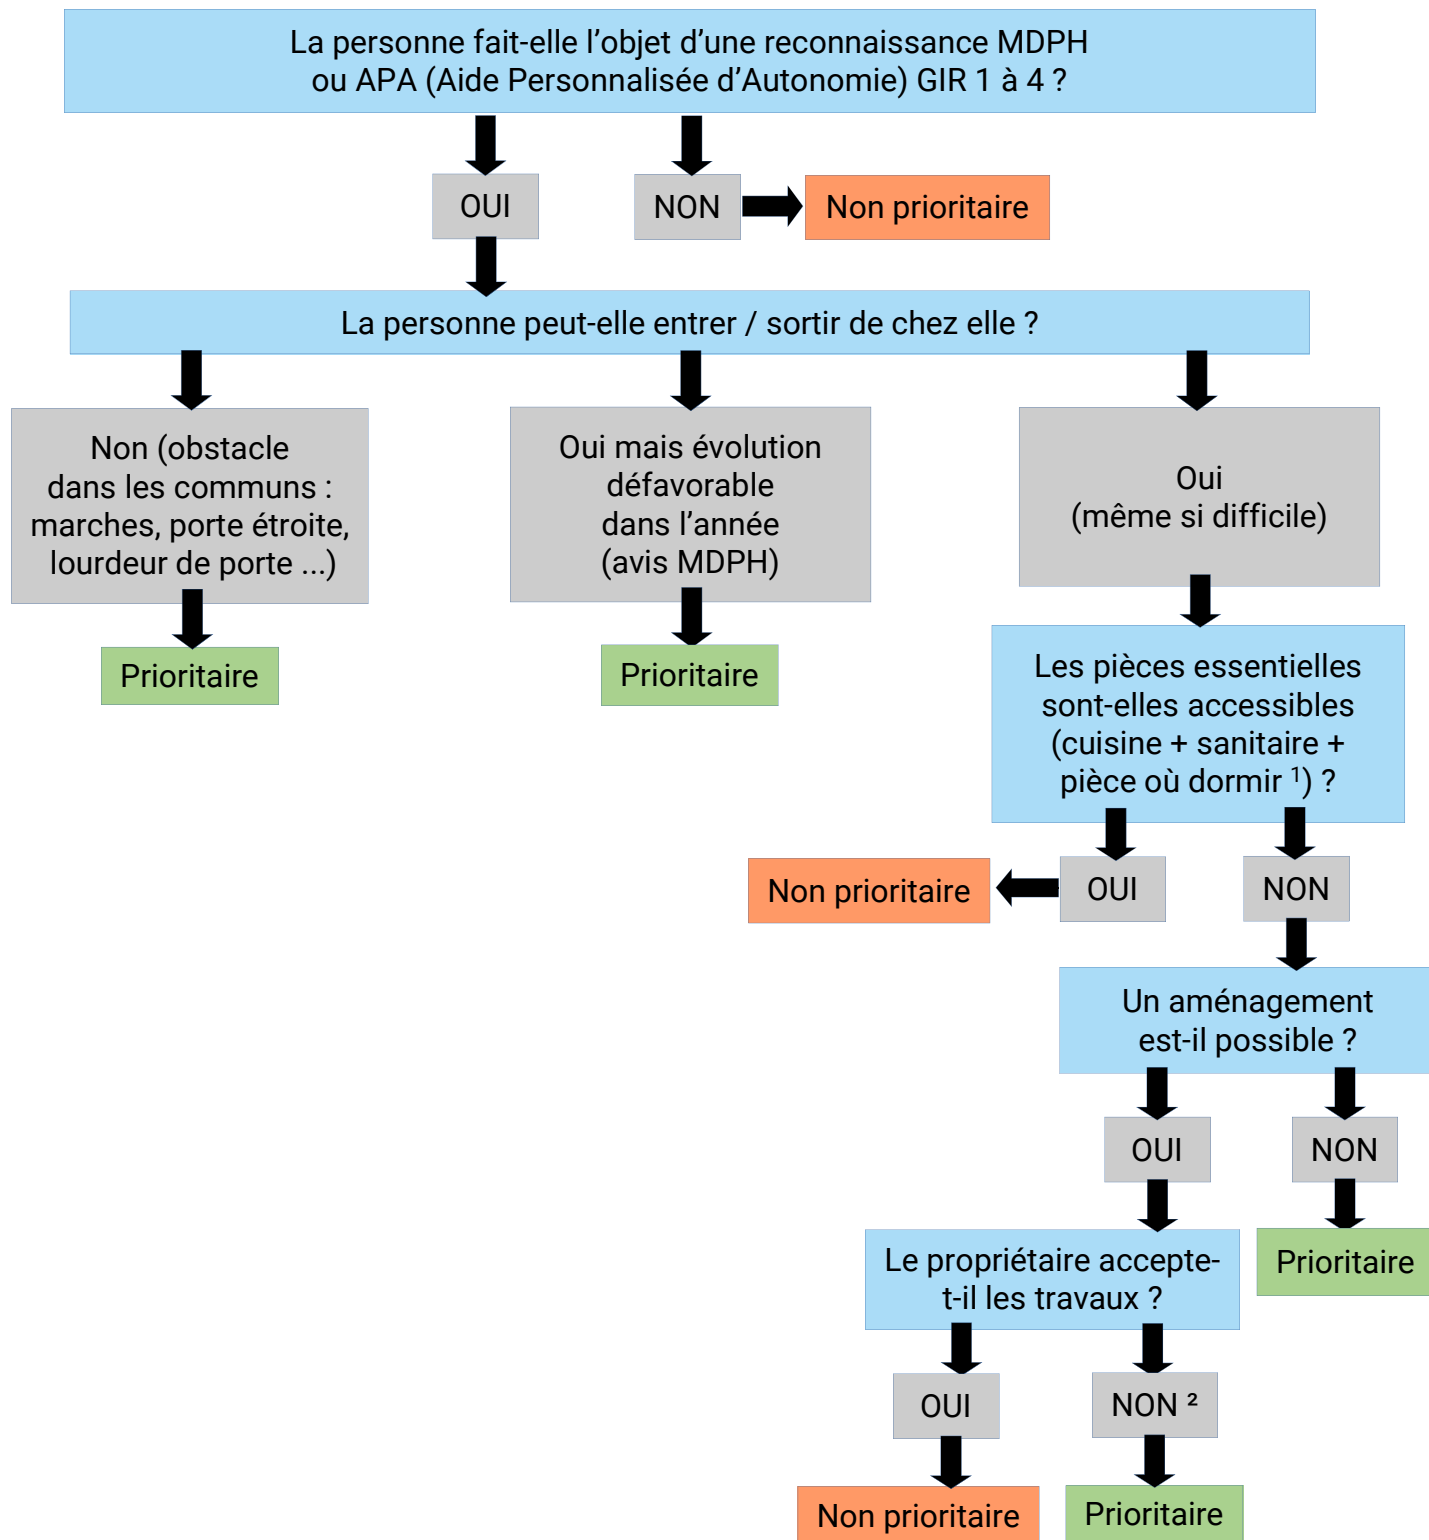 La personne fait-elle l’objet d’une reconnaissance MDPH
ou APA (Aide Personnalisée d’Autonomie) GIR 1 à 4 ?
OUI
NON
Non prioritaire
La personne peut-elle entrer / sortir de chez elle ?
Non (obstacle
dans les communs :
marches, porte étroite,
lourdeur de porte ...)
Oui mais évolution
défavorable
dans l’année
(avis MDPH)
Oui
(même si difficile)
Prioritaire
Prioritaire
Les pièces essentielles
sont-elles accessibles
(cuisine + sanitaire +
pièce où dormir ¹) ?
Non prioritaire
OUI
NON
Un aménagement
est-il possible ?
OUI
NON
Le propriétaire accepte-
t-il les travaux ?
Prioritaire
OUI
NON ²
Non prioritaire
Prioritaire